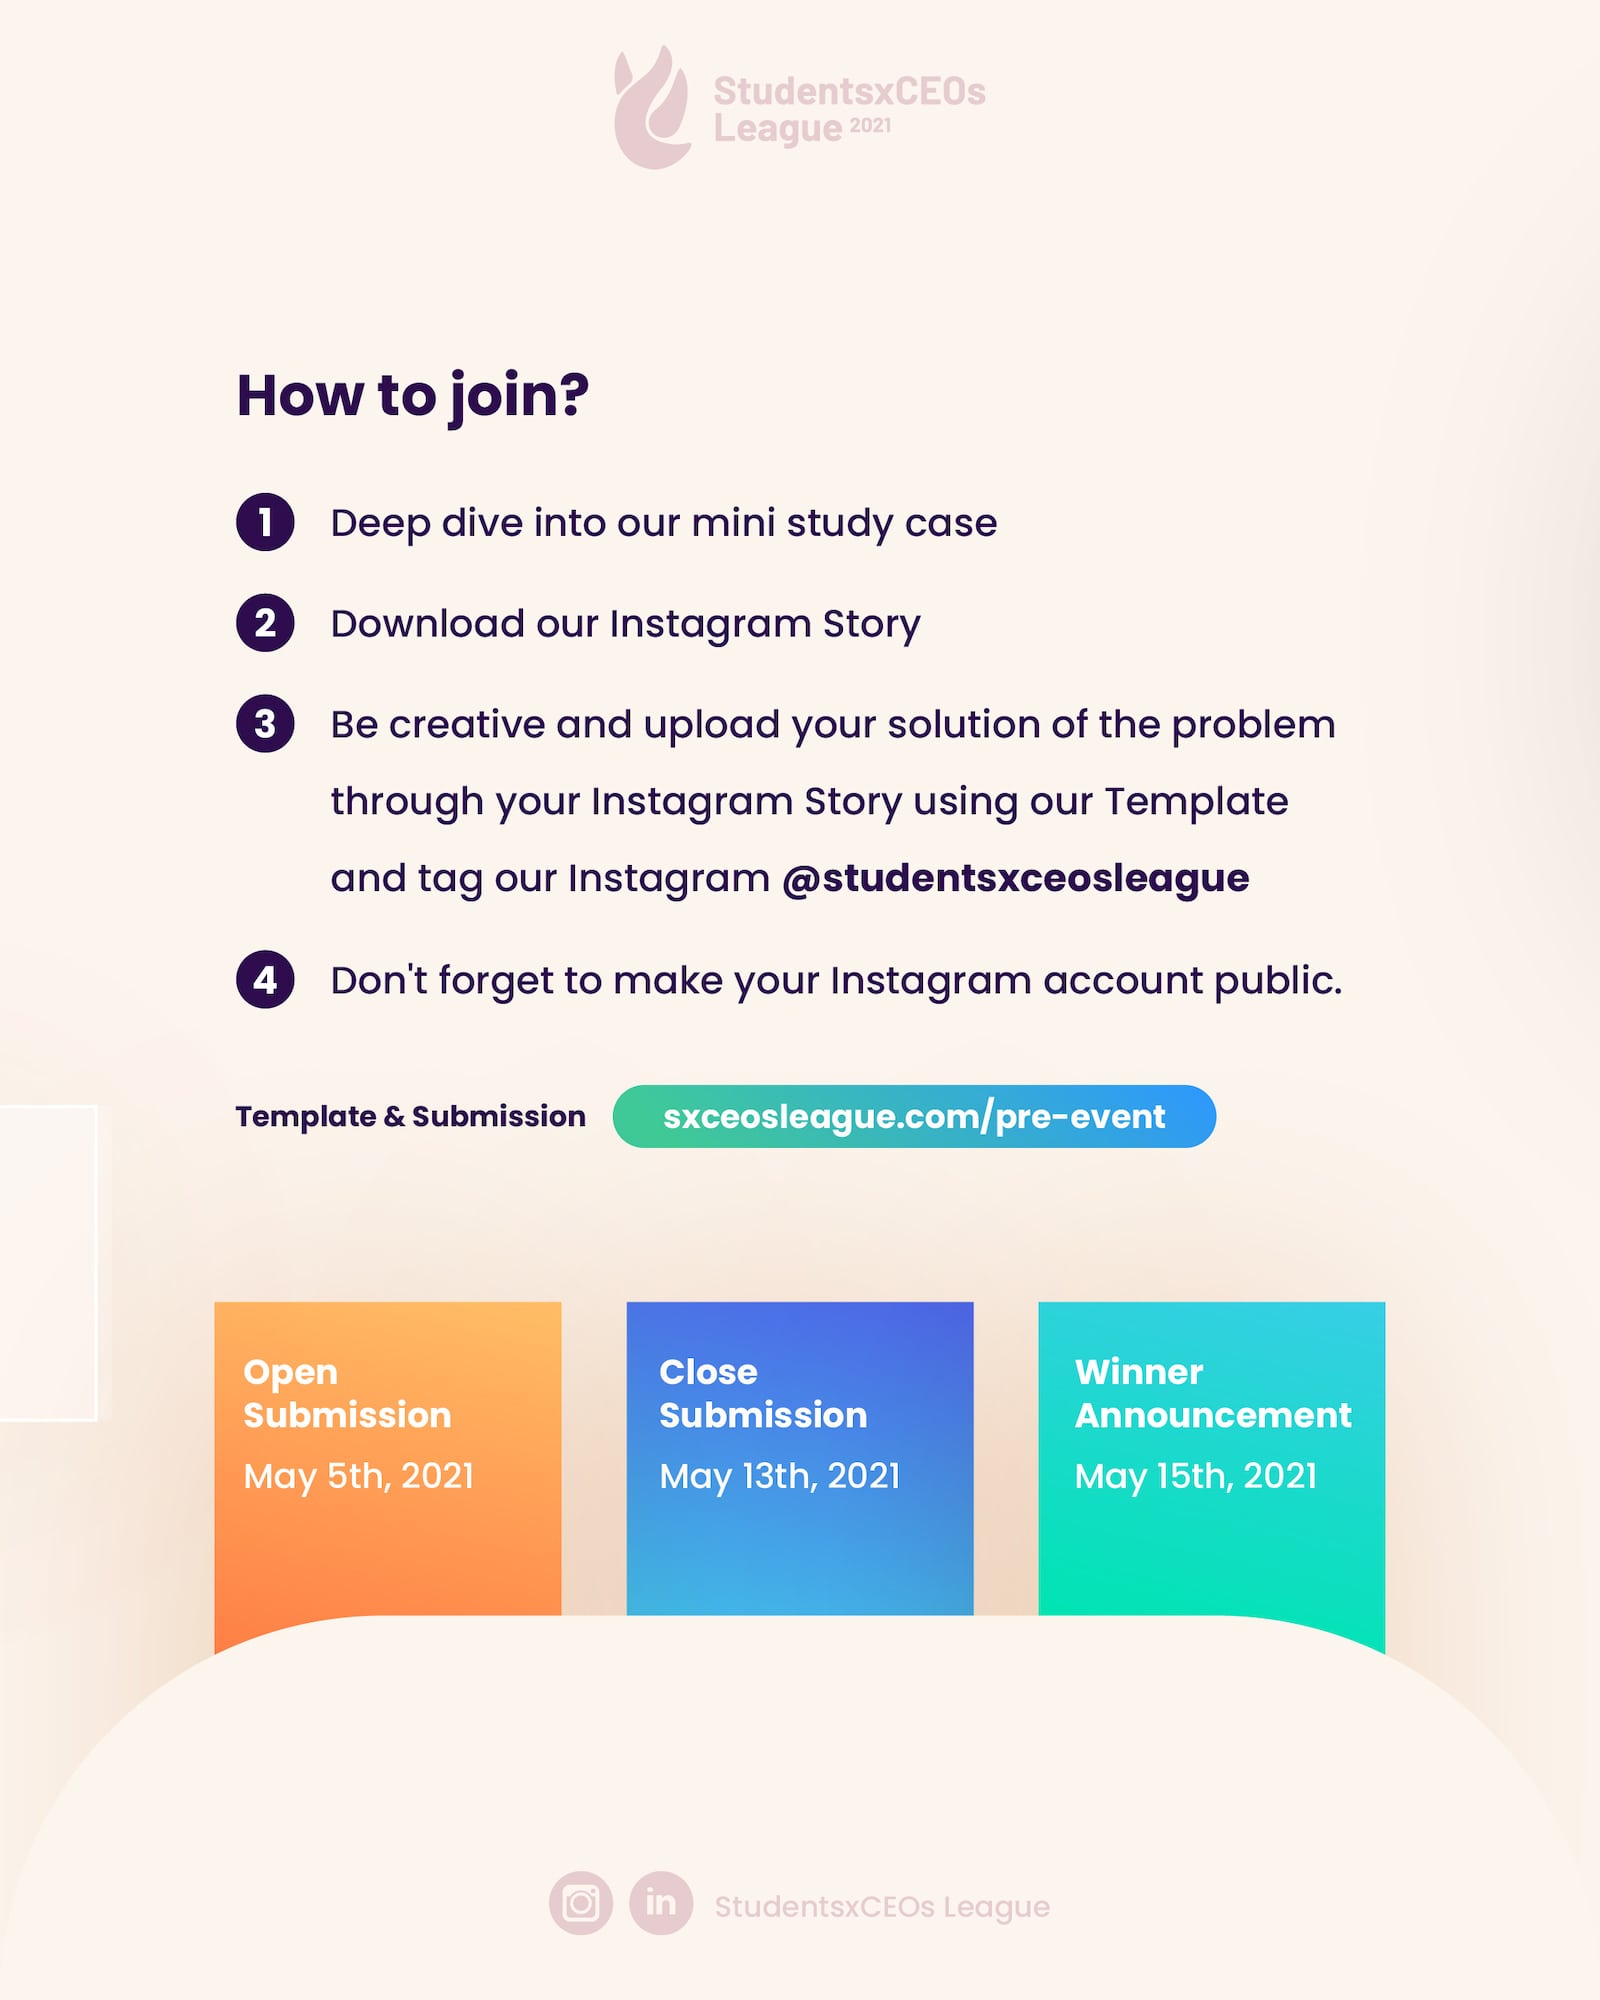 StudentsxCEOs
League 2021
How to join?
1 Deep dive into our mini study case
2 Download our Instagram Story
3 Be creative and upload your solution of the problem
through your Instagram Story using our Template
and tag our Instagram @studentsxceosleague
4 Don't forget to make your Instagram account public.
Template & Submission sxceosleague.com/pre-event
Open
Submission
May 5th, 2021
Close
Submission
May 13th, 2021
Winner
Announcement
May 15th, 2021
in StudentsxCEOs League